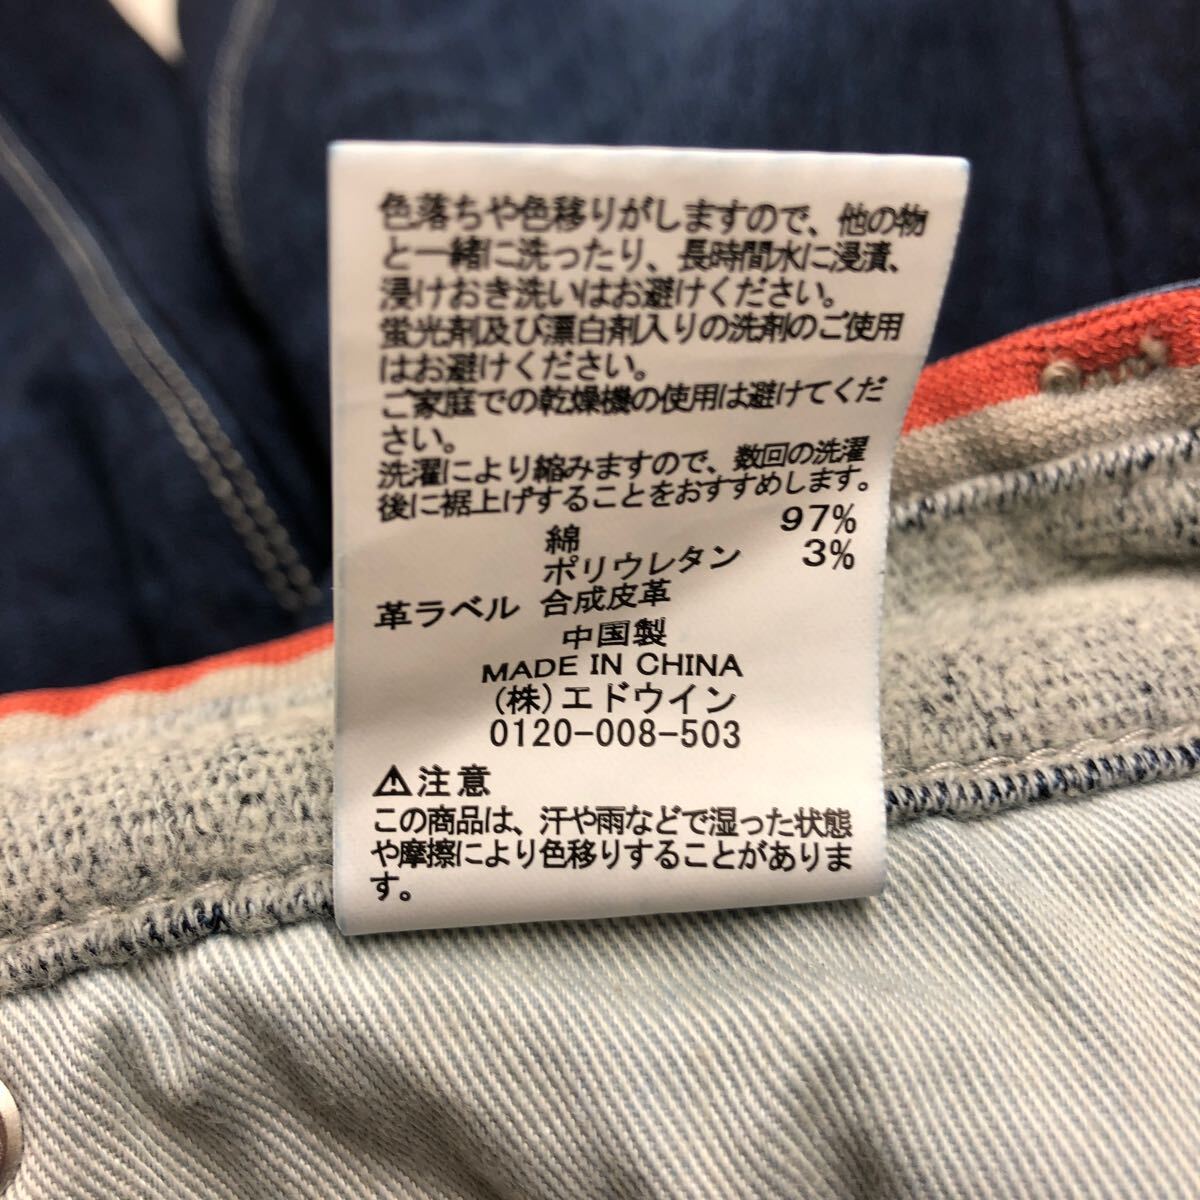 色落ちや色移りがしますので、他の物
と一緒に洗ったり、長時間水に浸漬、
浸けおき洗いはお避けください。
蛍光剤及び漂白剤入りの洗剤のご使用
はお避けください。
ご家庭での乾燥機の使用は避けてくだ
さい。
洗濯により縮みますので、数回の洗濯
後に裾上げすることをおすすめします。
綿 97%
ポリウレタン 3%
革ラベル 合成皮革
中国製
MADE IN CHINA
(株)エドウイン
0120-008-503
⚠注意
この商品は、汗や雨などで湿った状態
や摩擦により色移りすることがありま
す。